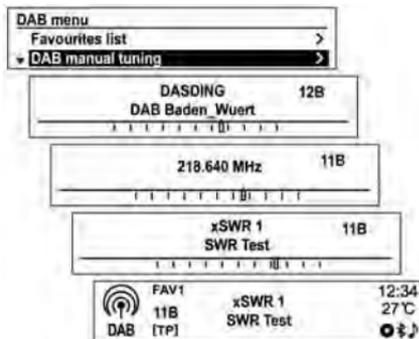 DAB menu
Favourites list >
DAB manual tuning >
DASDING 12B
DAB Baden_Wuert
218.640 MHz 11B
xSWR 1 11B
SWR Test
FAV1 12:34
11B xSWR 1 27°C
DAB [TP] SWR Test